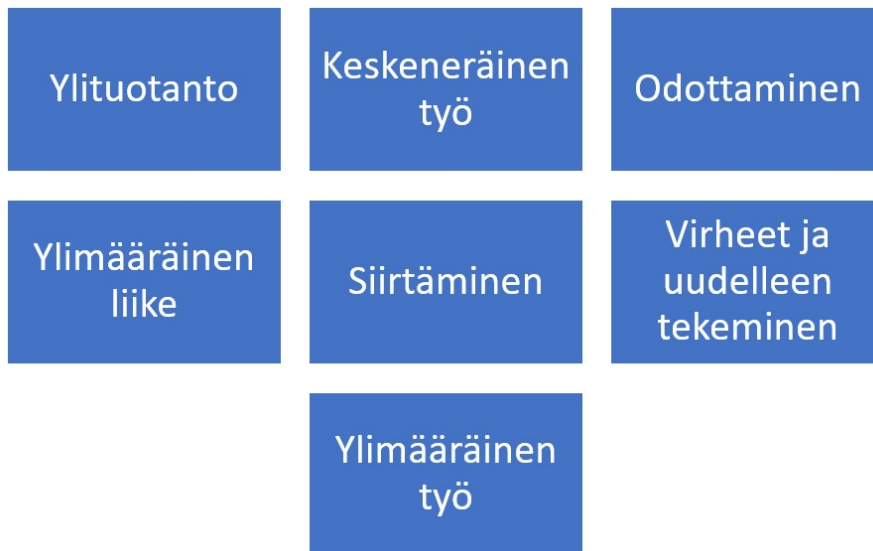 Ylituotanto
Keskeneräinen
työ
Odottaminen
Ylimääräinen
liike
Siirtäminen
Virheet ja
uudelleen
tekeminen
Ylimääräinen
työ